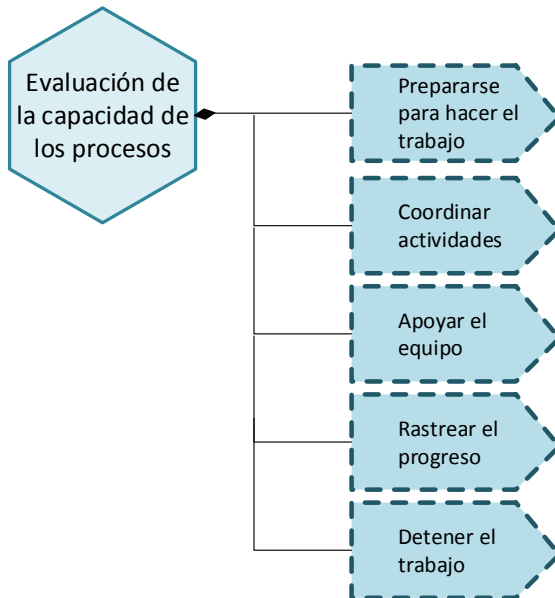 Evaluación de
la capacidad de
los procesos
Prepararse
para hacer el
trabajo
Coordinar
actividades
Apoyar el
equipo
Rastrear el
progreso
Detener el
trabajo